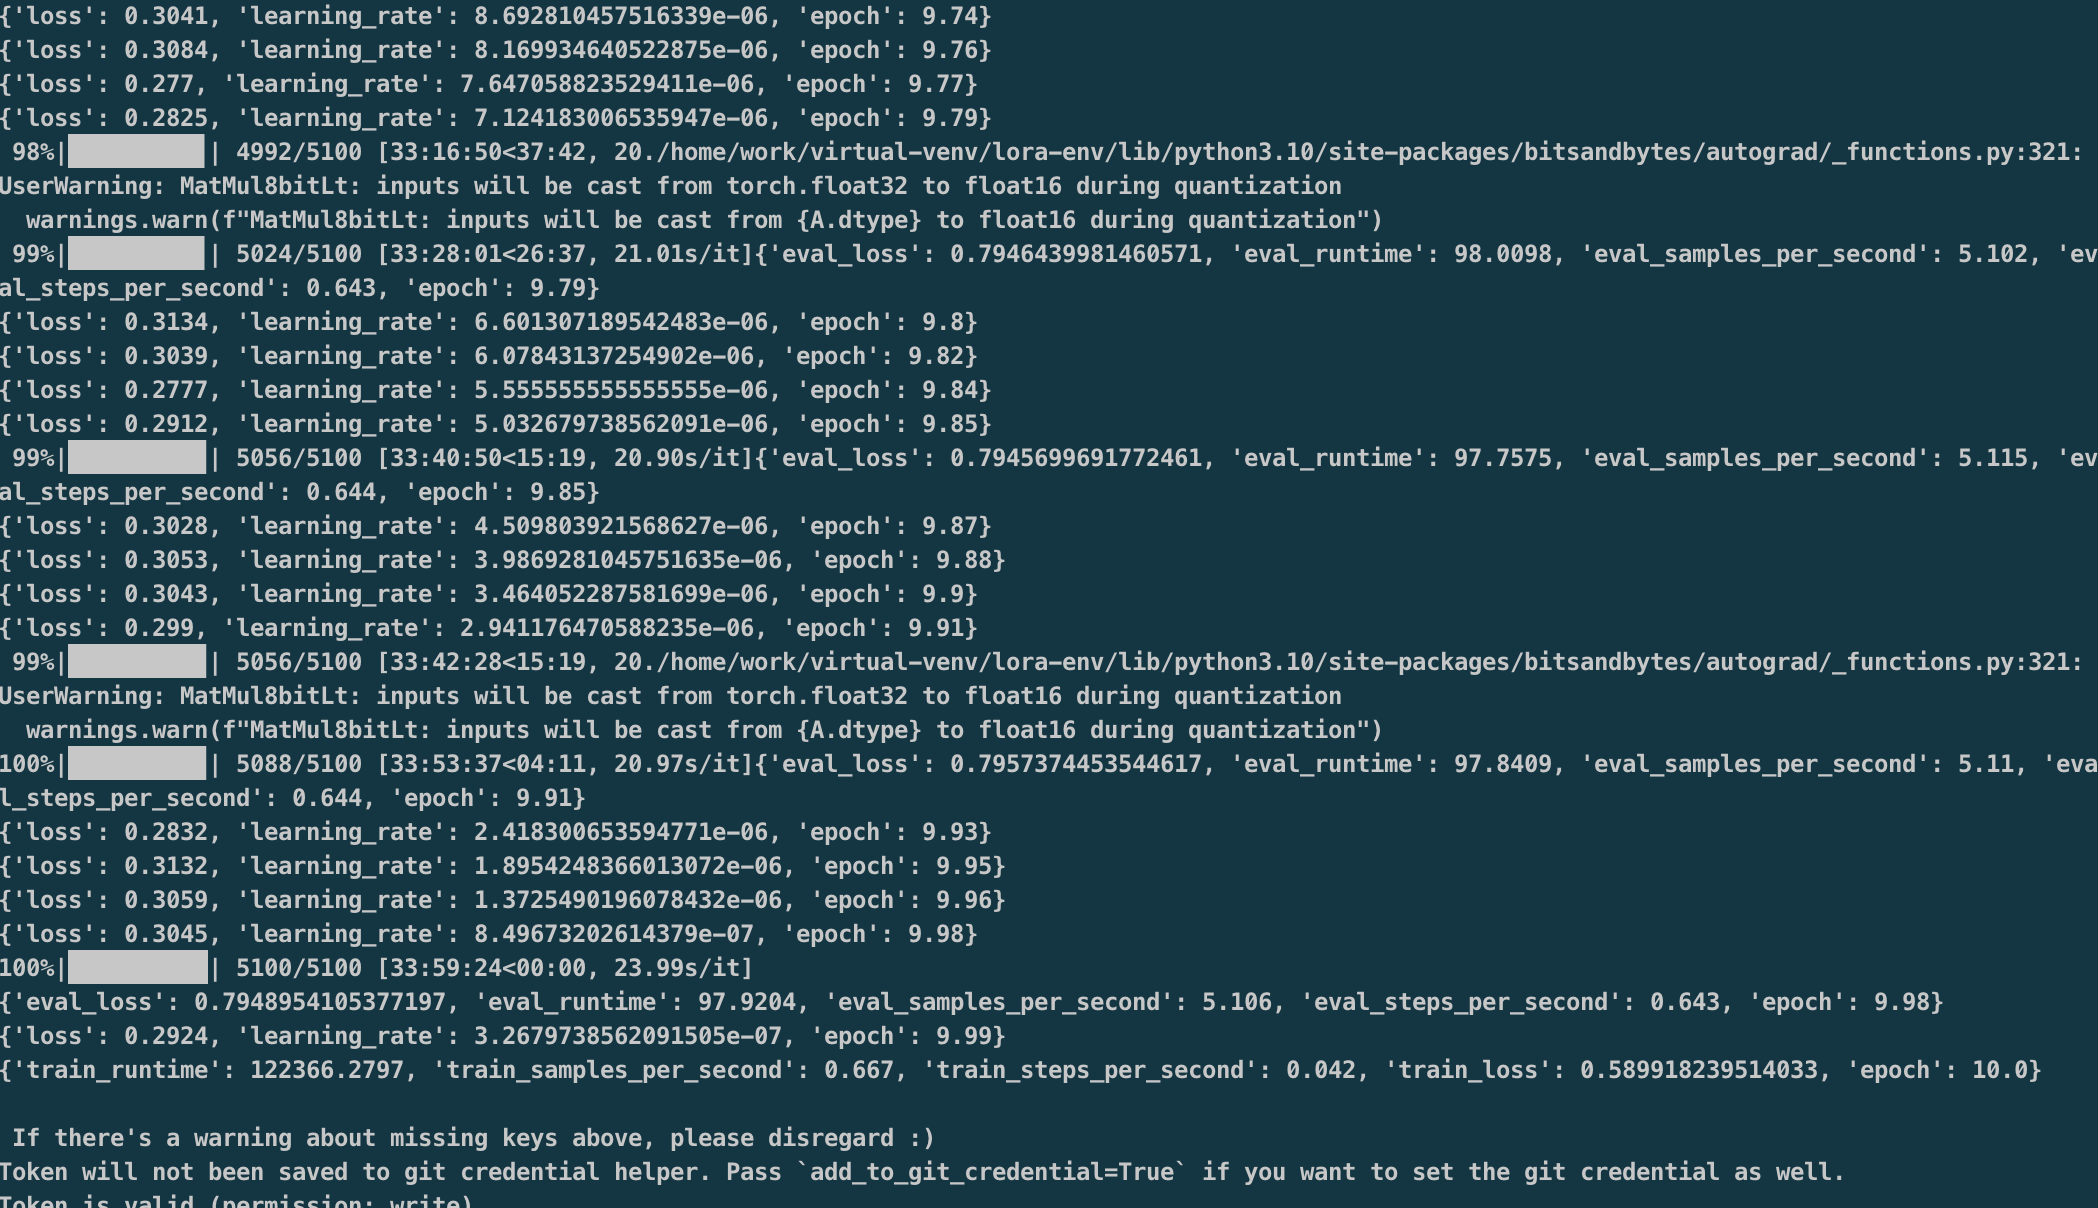 {'loss': 0.3041, 'learning_rate': 8.692810457516339e-06, 'epoch': 9.74}
{'loss': 0.3084, 'learning_rate': 8.169934640522875e-06, 'epoch': 9.76}
{'loss': 0.277, 'learning_rate': 7.647058823529411e-06, 'epoch': 9.77}
{'loss': 0.2825, 'learning_rate': 7.124183006535947e-06, 'epoch': 9.79}
98%|██████████| 4992/5100 [33:16:50<37:42, 20./home/work/virtual-venv/lora-env/lib/python3.10/site-packages/bitsandbytes/autograd/_functions.py:321:
UserWarning: MatMul8bitLt: inputs will be cast from torch.float32 to float16 during quantization
warnings.warn(f"MatMul8bitLt: inputs will be cast from {A.dtype} to float16 during quantization")
99%|██████████| 5024/5100 [33:28:01<26:37, 21.01s/it]{'eval_loss': 0.7946439981460571, 'eval_runtime': 98.0098, 'eval_samples_per_second': 5.102, 'ev
al_steps_per_second': 0.643, 'epoch': 9.79}
{'loss': 0.3134, 'learning_rate': 6.601307189542483e-06, 'epoch': 9.8}
{'loss': 0.3039, 'learning_rate': 6.07843137254902e-06, 'epoch': 9.82}
{'loss': 0.2777, 'learning_rate': 5.555555555555555e-06, 'epoch': 9.84}
{'loss': 0.2912, 'learning_rate': 5.032679738562091e-06, 'epoch': 9.85}
99%|██████████| 5056/5100 [33:40:50<15:19, 20.90s/it]{'eval_loss': 0.7945699691772461, 'eval_runtime': 97.7575, 'eval_samples_per_second': 5.115, 'ev
al_steps_per_second': 0.644, 'epoch': 9.85}
{'loss': 0.3028, 'learning_rate': 4.509803921568627e-06, 'epoch': 9.87}
{'loss': 0.3053, 'learning_rate': 3.9869281045751635e-06, 'epoch': 9.88}
{'loss': 0.3043, 'learning_rate': 3.464052287581699e-06, 'epoch': 9.9}
{'loss': 0.299, 'learning_rate': 2.941176470588235e-06, 'epoch': 9.91}
99%|██████████| 5056/5100 [33:42:28<15:19, 20./home/work/virtual-venv/lora-env/lib/python3.10/site-packages/bitsandbytes/autograd/_functions.py:321:
UserWarning: MatMul8bitLt: inputs will be cast from torch.float32 to float16 during quantization
warnings.warn(f"MatMul8bitLt: inputs will be cast from {A.dtype} to float16 during quantization")
100%|██████████| 5088/5100 [33:53:37<04:11, 20.97s/it]{'eval_loss': 0.7957374453544617, 'eval_runtime': 97.8409, 'eval_samples_per_second': 5.11, 'eva
l_steps_per_second': 0.644, 'epoch': 9.91}
{'loss': 0.2832, 'learning_rate': 2.418300653594771e-06, 'epoch': 9.93}
{'loss': 0.3132, 'learning_rate': 1.8954248366013072e-06, 'epoch': 9.95}
{'loss': 0.3059, 'learning_rate': 1.3725490196078432e-06, 'epoch': 9.96}
{'loss': 0.3045, 'learning_rate': 8.49673202614379e-07, 'epoch': 9.98}
100%|██████████| 5100/5100 [33:59:24<00:00, 23.99s/it]
{'eval_loss': 0.7948954105377197, 'eval_runtime': 97.9204, 'eval_samples_per_second': 5.106, 'eval_steps_per_second': 0.643, 'epoch': 9.98}
{'loss': 0.2924, 'learning_rate': 3.2679738562091505e-07, 'epoch': 9.99}
{'train_runtime': 122366.2797, 'train_samples_per_second': 0.667, 'train_steps_per_second': 0.042, 'train_loss': 0.589918239514033, 'epoch': 10.0}
If there's a warning about missing keys above, please disregard :)
Token will not been saved to git credential helper. Pass `add_to_git_credential=True` if you want to set the git credential as well.
Token is valid (permission: write).